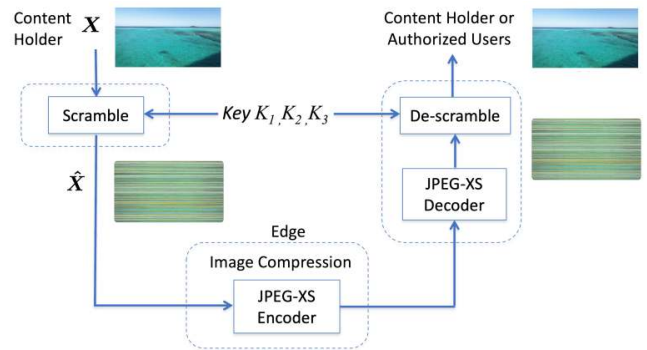 Content
Holder
X
Scramble
Key K1 ,K2 ,K3
X̂
Edge
Image Compression
JPEG-XS
Encoder
Content Holder or
Authorized Users
De-scramble
JPEG-XS
Decoder